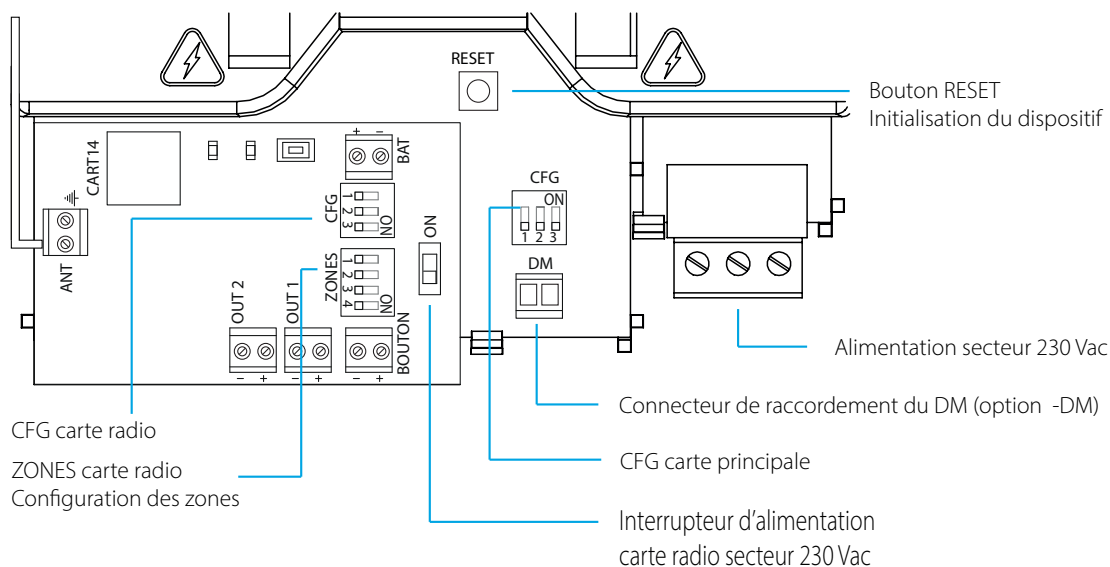 RESET
Bouton RESET
Initialisation du dispositif
CART14
+ -
BAT
CFG
1 2 3
ON
CFG
ON
1 2 3
ANT
ZONES
1 2 3 4
ON
ON
DM
OUT 2
OUT 1
BOUTON
- +
- +
- +
Alimentation secteur 230 Vac
Connecteur de raccordement du DM (option -DM)
CFG carte radio
CFG carte principale
ZONES carte radio
Configuration des zones
Interrupteur d'alimentation
carte radio secteur 230 Vac